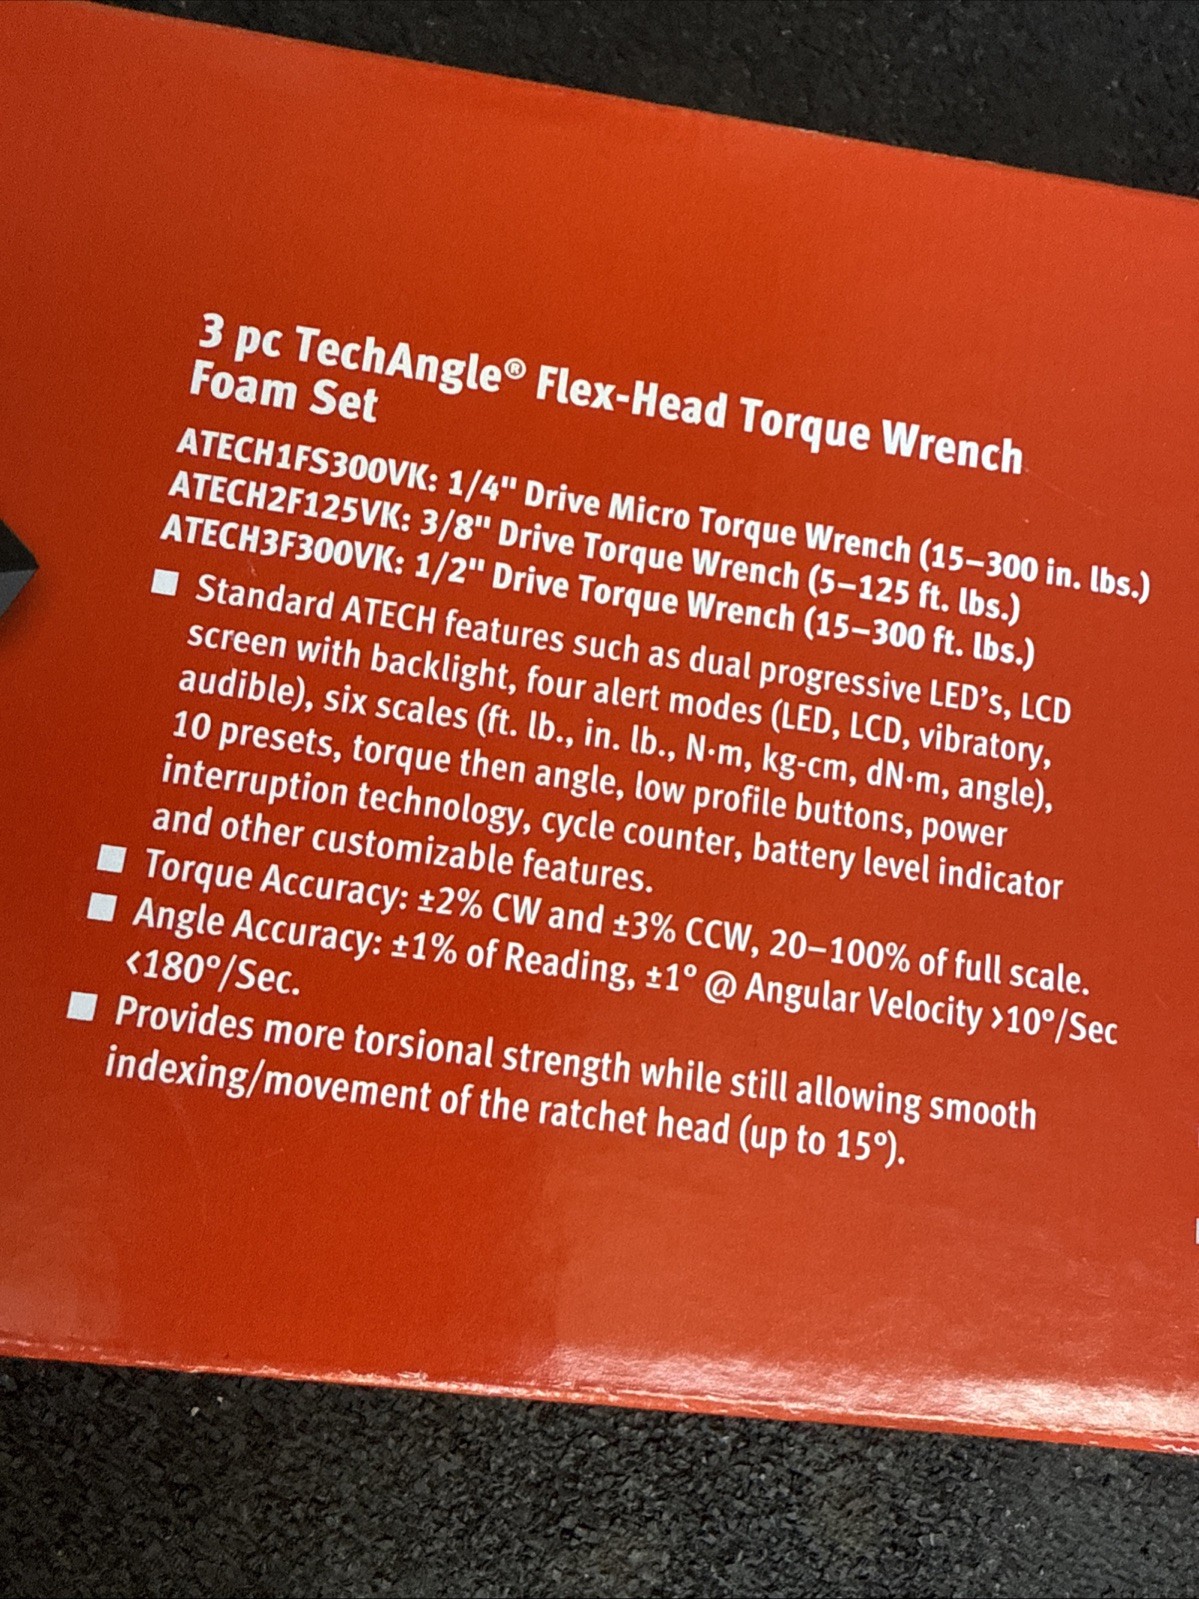 3 pc TechAngle® Flex-Head Torque Wrench
Foam Set
ATECH1FS300VK: 1/4" Drive Micro Torque Wrench (15–300 in. lbs.)
ATECH2F125VK: 3/8" Drive Torque Wrench (5–125 ft. lbs.)
ATECH3F300VK: 1/2" Drive Torque Wrench (15–300 ft. lbs.)
■ Standard ATECH features such as dual progressive LED's, LCD
screen with backlight, four alert modes (LED, LCD, vibratory,
audible), six scales (ft. lb., in. lb., N·m, kg-cm, dN·m, angle),
10 presets, torque then angle, low profile buttons, power
interruption technology, cycle counter, battery level indicator
and other customizable features.
■ Torque Accuracy: ±2% CW and ±3% CCW, 20–100% of full scale.
■ Angle Accuracy: ±1% of Reading, ±1° @ Angular Velocity >10°/Sec
<180°/Sec.
■ Provides more torsional strength while still allowing smooth
indexing/movement of the ratchet head (up to 15°).